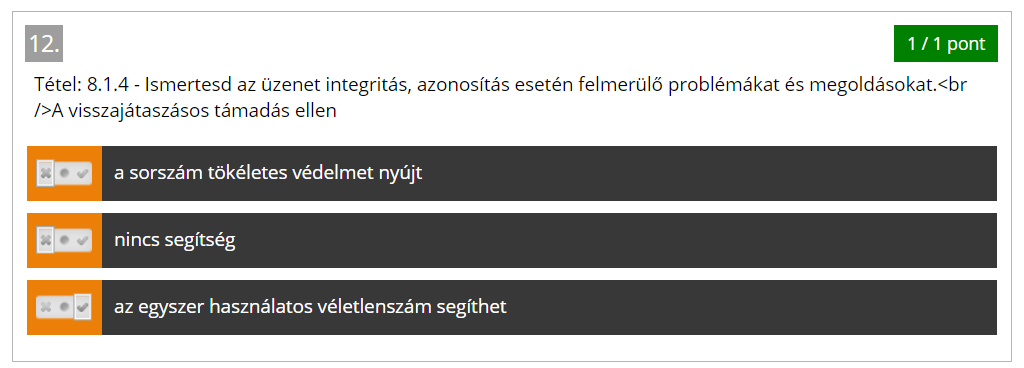 12.
1 / 1 pont
Tétel: 8.1.4 - Ismertesd az üzenet integritás, azonosítás esetén felmerülő problémákat és megoldásokat.<br
/>A visszajátaszásos támadás ellen
a sorszám tökéletes védelmet nyújt
nincs segítség
az egyszer használatos véletlenszám segíthet